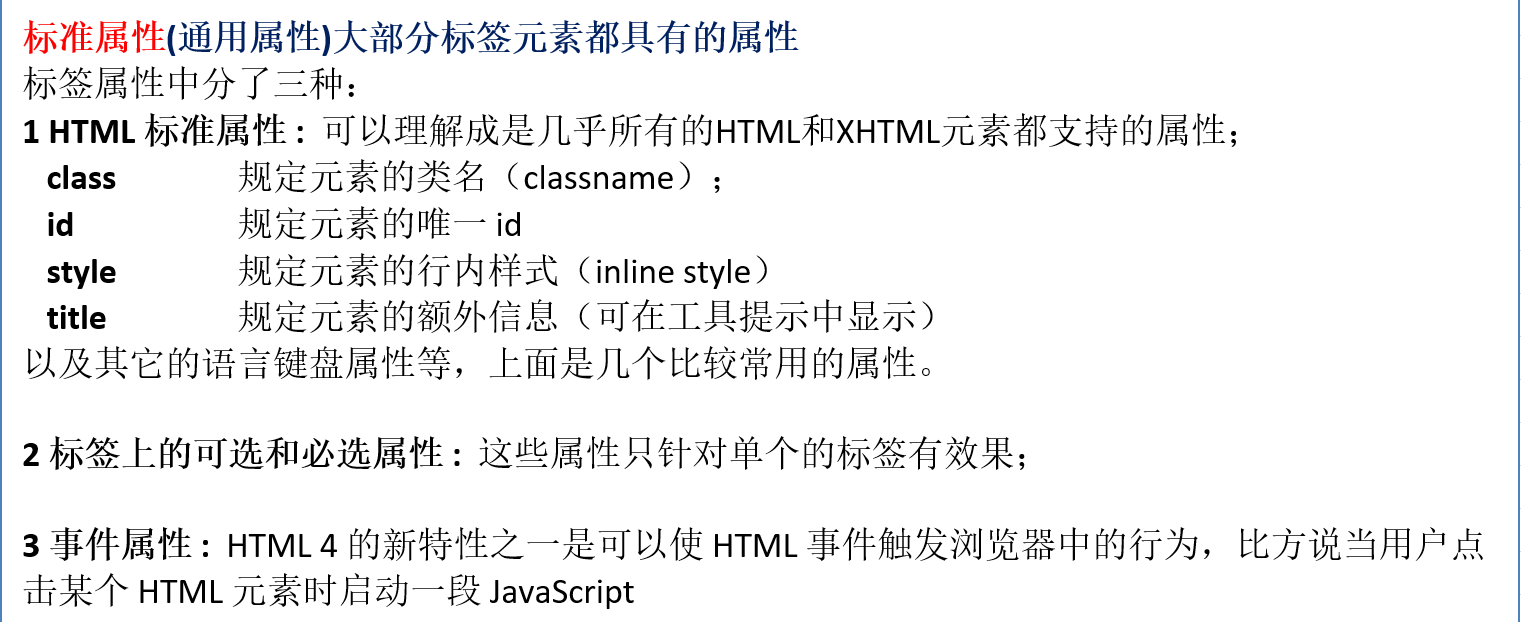 标准属性(通用属性)大部分标签元素都具有的属性
标签属性中分了三种：
1 HTML 标准属性 : 可以理解成是几乎所有的HTML和XHTML元素都支持的属性；
class 规定元素的类名（classname）；
id 规定元素的唯一 id
style 规定元素的行内样式（inline style）
title 规定元素的额外信息（可在工具提示中显示）
以及其它的语言键盘属性等，上面是几个比较常用的属性。
2 标签上的可选和必选属性 : 这些属性只针对单个的标签有效果；
3 事件属性 : HTML 4 的新特性之一是可以使 HTML 事件触发浏览器中的行为，比方说当用户点
击某个 HTML 元素时启动一段 JavaScript